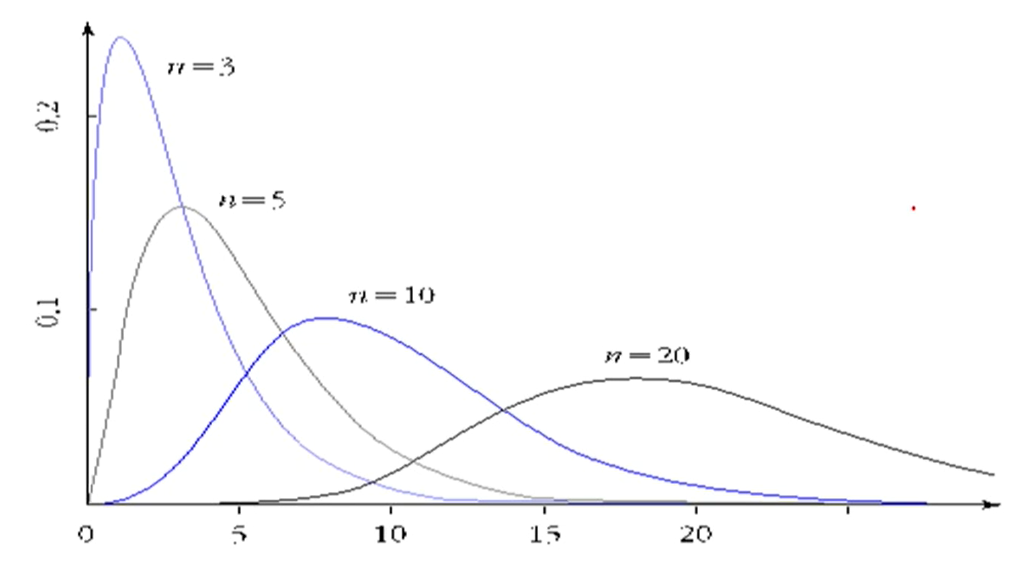 n = 3
0.2
n = 5
0.1
n = 10
n = 20
0 5 10 15 20